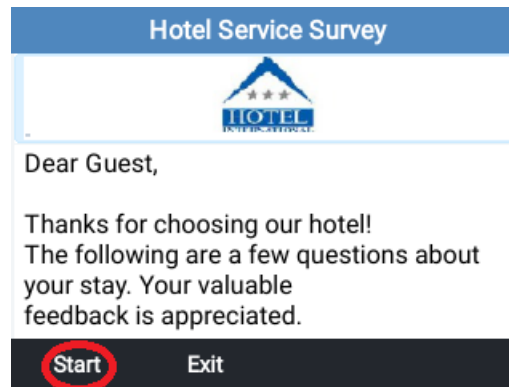 Hotel Service Survey
HOTEL
INTERNATIONAL
Dear Guest,
Thanks for choosing our hotel!
The following are a few questions about
your stay. Your valuable
feedback is appreciated.
Start Exit